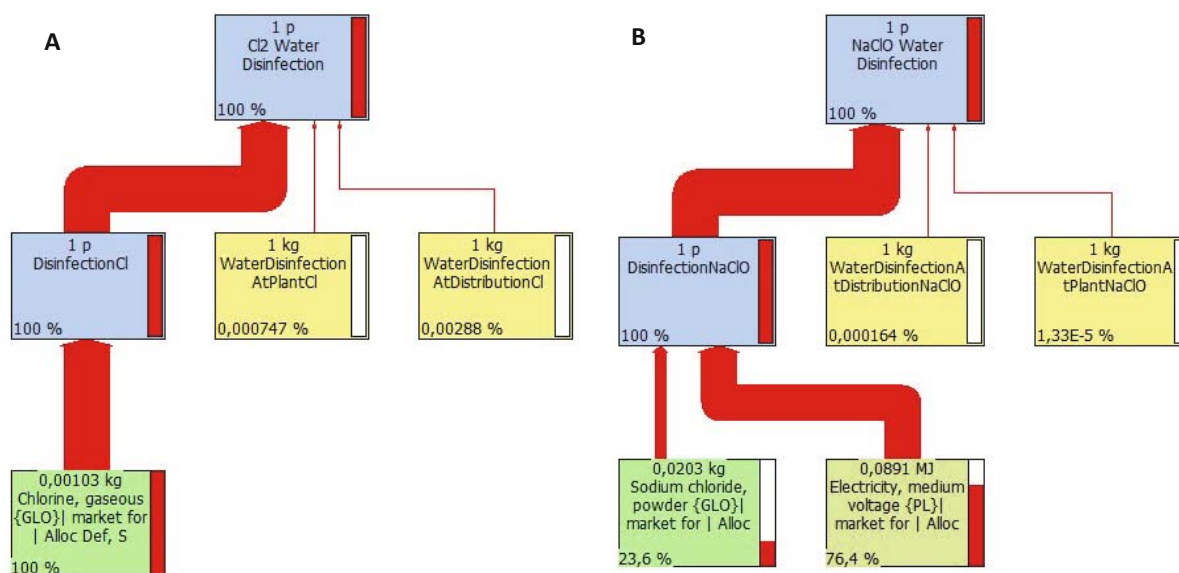 A
1 p
Cl2 Water
Disinfection
100 %
1 p
DisinfectionCl
100 %
1 kg
WaterDisinfection
AtPlantCl
0,000747 %
1 kg
WaterDisinfection
AtDistributionCl
0,00288 %
0,00103 kg
Chlorine, gaseous
{GLO}| market for
| Alloc Def, S
100 %
B
1 p
NaClO Water
Disinfection
100 %
1 p
DisinfectionNaClO
100 %
1 kg
WaterDisinfectionA
tDistributionNaClO
0,000164 %
1 kg
WaterDisinfectionA
tPlantNaClO
1,33E-5 %
0,0203 kg
Sodium chloride,
powder {GLO}|
market for | Alloc
23,6 %
0,0891 MJ
Electricity, medium
voltage {PL}|
market for | Alloc
76,4 %